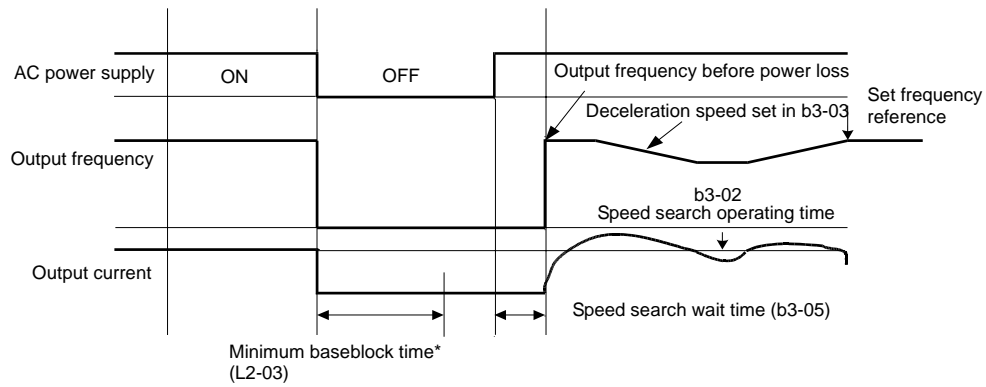 AC power supply
ON
OFF
Output frequency before power loss
Deceleration speed set in b3-03
Set frequency
reference
Output frequency
b3-02
Speed search operating time
Output current
Speed search wait time (b3-05)
Minimum baseblock time*
(L2-03)